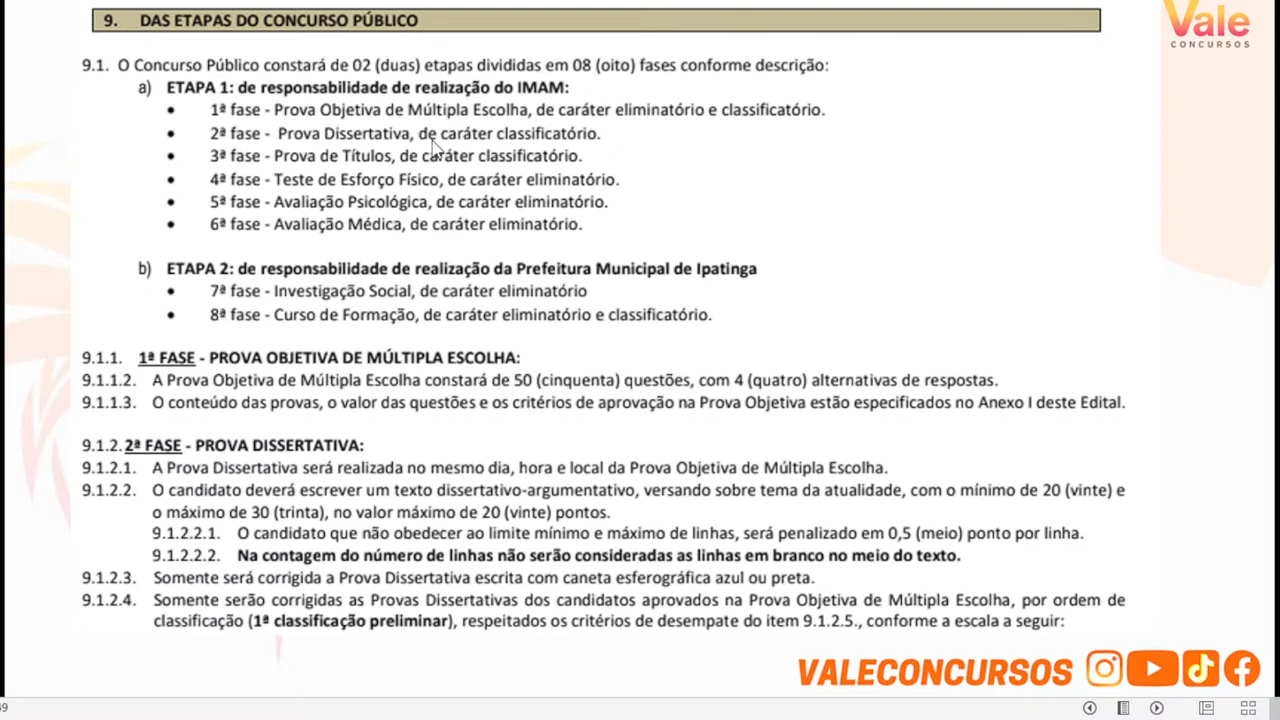 9. DAS ETAPAS DO CONCURSO PÚBLICO
Vale
CONCURSOS
9.1. O Concurso Público constará de 02 (duas) etapas divididas em 08 (oito) fases conforme descrição:
a) ETAPA 1: de responsabilidade de realização do IMAM:
• 1ª fase - Prova Objetiva de Múltipla Escolha, de caráter eliminatório e classificatório.
• 2ª fase - Prova Dissertativa, de caráter classificatório.
• 3ª fase - Prova de Títulos, de caráter classificatório.
• 4ª fase - Teste de Esforço Físico, de caráter eliminatório.
• 5ª fase - Avaliação Psicológica, de caráter eliminatório.
• 6ª fase - Avaliação Médica, de caráter eliminatório.
b) ETAPA 2: de responsabilidade de realização da Prefeitura Municipal de Ipatinga
• 7ª fase - Investigação Social, de caráter eliminatório
• 8ª fase - Curso de Formação, de caráter eliminatório e classificatório.
9.1.1. 1ª FASE - PROVA OBJETIVA DE MÚLTIPLA ESCOLHA:
9.1.1.2. A Prova Objetiva de Múltipla Escolha constará de 50 (cinquenta) questões, com 4 (quatro) alternativas de respostas.
9.1.1.3. O conteúdo das provas, o valor das questões e os critérios de aprovação na Prova Objetiva estão especificados no Anexo I deste Edital.
9.1.2. 2ª FASE - PROVA DISSERTATIVA:
9.1.2.1. A Prova Dissertativa será realizada no mesmo dia, hora e local da Prova Objetiva de Múltipla Escolha.
9.1.2.2. O candidato deverá escrever um texto dissertativo-argumentativo, versando sobre tema da atualidade, com o mínimo de 20 (vinte) e
o máximo de 30 (trinta), no valor máximo de 20 (vinte) pontos.
9.1.2.2.1. O candidato que não obedecer ao limite mínimo e máximo de linhas, será penalizado em 0,5 (meio) ponto por linha.
9.1.2.2.2. Na contagem do número de linhas não serão consideradas as linhas em branco no meio do texto.
9.1.2.3. Somente será corrigida a Prova Dissertativa escrita com caneta esferográfica azul ou preta.
9.1.2.4. Somente serão corrigidas as Provas Dissertativas dos candidatos aprovados na Prova Objetiva de Múltipla Escolha, por ordem de
classificação (1ª classificação preliminar), respeitados os critérios de desempate do item 9.1.2.5., conforme a escala a seguir:
VALECONCURSOS
49